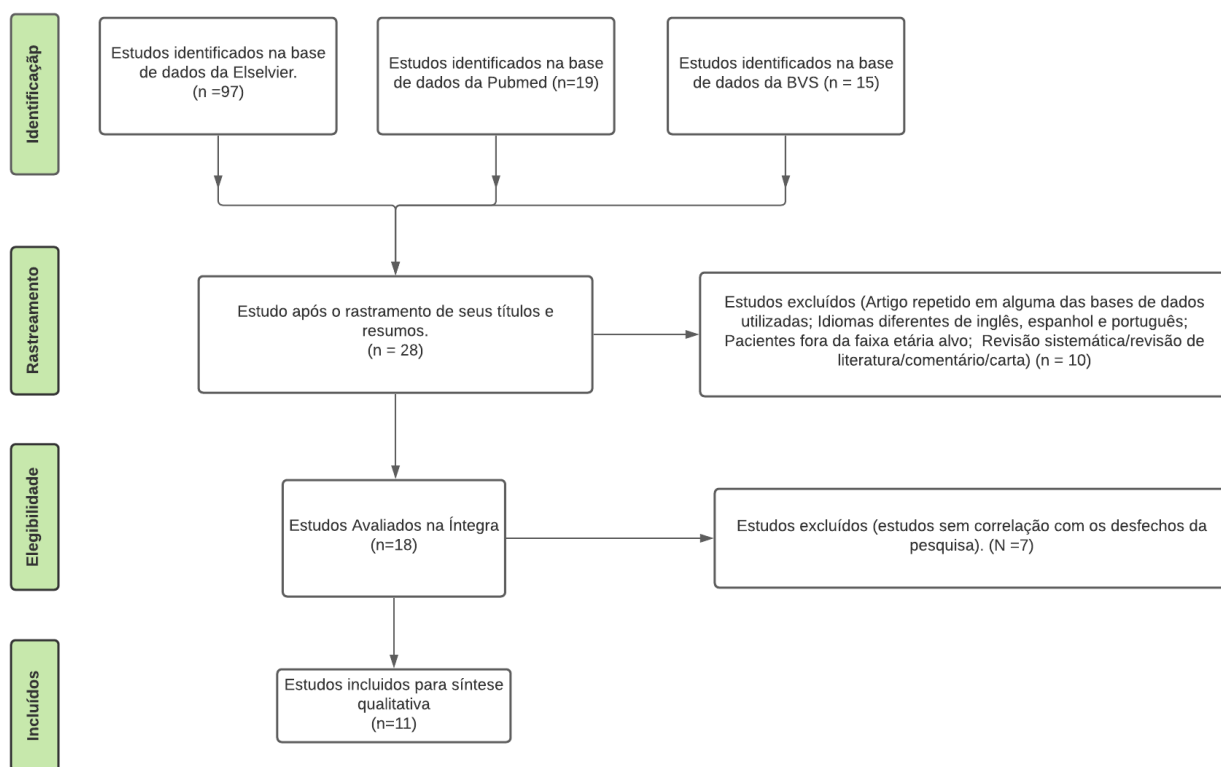 Identificaçãp
Estudos identificados na base
de dados da Elselvier.
(n =97)
Estudos identificados na base
de dados da Pubmed (n=19)
Estudos identificados na base
de dados da BVS (n = 15)
Rastreamento
Estudo após o rastramento de seus títulos e
resumos.
(n = 28)
Estudos excluídos (Artigo repetido em alguma das bases de dados
utilizadas; Idiomas diferentes de inglês, espanhol e português;
Pacientes fora da faixa etária alvo; Revisão sistemática/revisão de
literatura/comentário/carta) (n = 10)
Elegibilidade
Estudos Avaliados na Íntegra
(n=18)
Estudos excluídos (estudos sem correlação com os desfechos da
pesquisa). (N =7)
Incluídos
Estudos incluidos para síntese
qualitativa
(n=11)